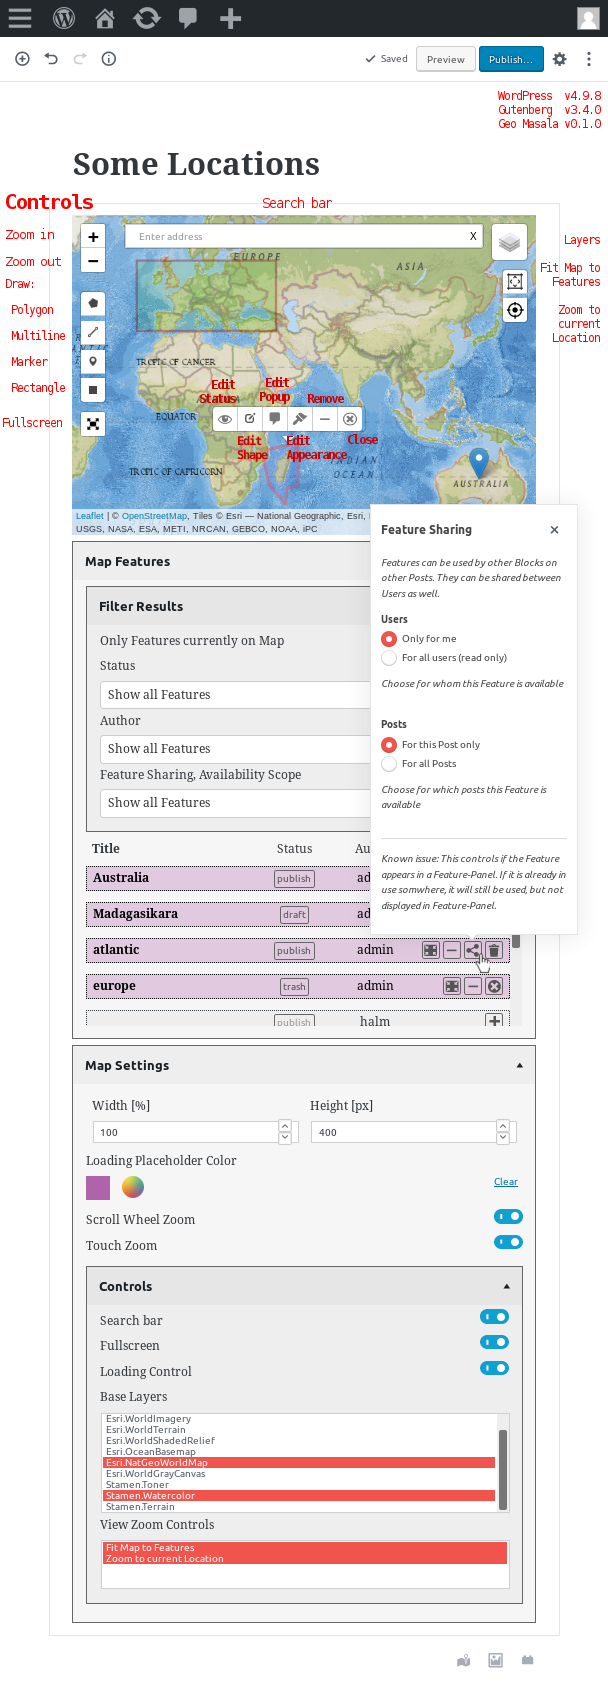 Saved
Preview
Publish...
WordPress v4.9.8
Gutenberg v3.4.0
Geo Masala v0.1.0
Some Locations
Controls
Search bar
Zoom in
Zoom out
Draw:
Polygon
Multiline
Marker
Rectangle
Fullscreen
+
−
Enter address
X
Layers
Fit Map to
Features
Zoom to
current
Location
EUROPE
ASIA
TROPIC OF CANCER
EQUATOR
TROPIC OF CAPRICORN
INDIAN
OCEAN
AUSTRALIA
Edit
Status
Edit
Popup
Remove
Edit
Shape
Edit
Appearance
Close
Leaflet | © OpenStreetMap, Tiles © Esri — National Geographic, Esri,
USGS, NASA, ESA, METI, NRCAN, GEBCO, NOAA, iPC
Feature Sharing
Features can be used by other Blocks on
other Posts. They can be shared between
Users as well.
Users
Only for me
For all users (read only)
Choose for whom this Feature is available
Posts
For this Post only
For all Posts
Choose for which posts this Feature is
available
Known issue: This controls if the Feature
appears in a Feature-Panel. If it is already in
use somwhere, it will still be used, but not
displayed in Feature-Panel.
Map Features
Filter Results
Only Features currently on Map
Status
Show all Features
Author
Show all Features
Feature Sharing, Availability Scope
Show all Features
Title Status Au
Australia publish ad
Madagasikara draft ad
atlantic publish admin
europe trash admin
publish halm
Map Settings
Width [%] Height [px]
100 400
Loading Placeholder Color
Clear
Scroll Wheel Zoom
Touch Zoom
Controls
Search bar
Fullscreen
Loading Control
Base Layers
Esri.WorldImagery
Esri.WorldTerrain
Esri.WorldShadedRelief
Esri.OceanBasemap
Esri.NatGeoWorldMap
Esri.WorldGrayCanvas
Stamen.Toner
Stamen.Watercolor
Stamen.Terrain
View Zoom Controls
Fit Map to Features
Zoom to current Location